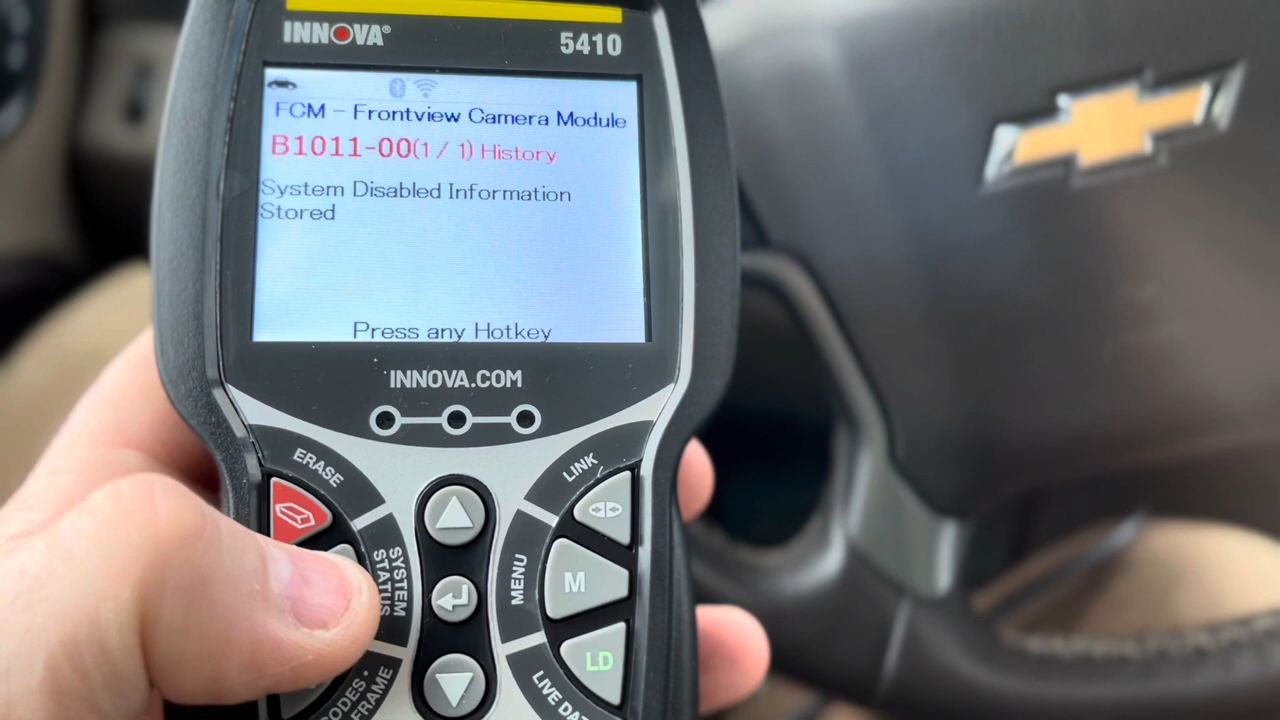 INNOVA®
5410
FCM - Frontview Camera Module
B1011-00(1 / 1) History
System Disabled Information
Stored
Press any Hotkey
INNOVA.COM
ERASE
LINK
SYSTEM
STATUS
MENU
M
LD
FRAME